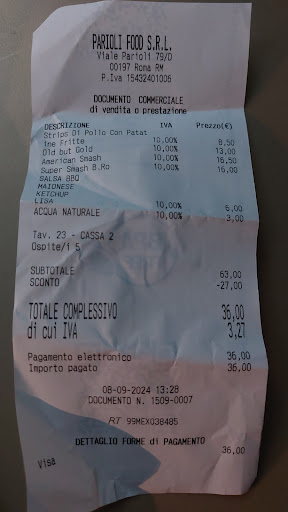 PARIOLI FOOD S.R.L.
Viale Parioli 79/D
00197 Roma RM
P.Iva 15432401006
DOCUMENTO COMMERCIALE
di vendita o prestazione
DESCRIZIONE IVA Prezzo(€)
Strips Di Pollo Con Patat
ine Fritte 10,00% 8,50
Old but Gold 10,00% 13,00
American Smash 10,00% 16,50
Super Smash B.Ro 10,00% 16,00
SALSA BBQ
MAIONESE
KETCHUP
LISA 10,00% 6,00
ACQUA NATURALE 10,00% 3,00
Tav. 23 - CASSA 2
Ospite/i 5
SUBTOTALE 63,00
SCONTO -27,00
TOTALE COMPLESSIVO 36,00
di cui IVA 3,27
Pagamento elettronico 36,00
Importo pagato 36,00
08-09-2024 13:28
DOCUMENTO N. 1509-0007
RT 99MEX038485
DETTAGLIO FORME di PAGAMENTO
Visa 36,00